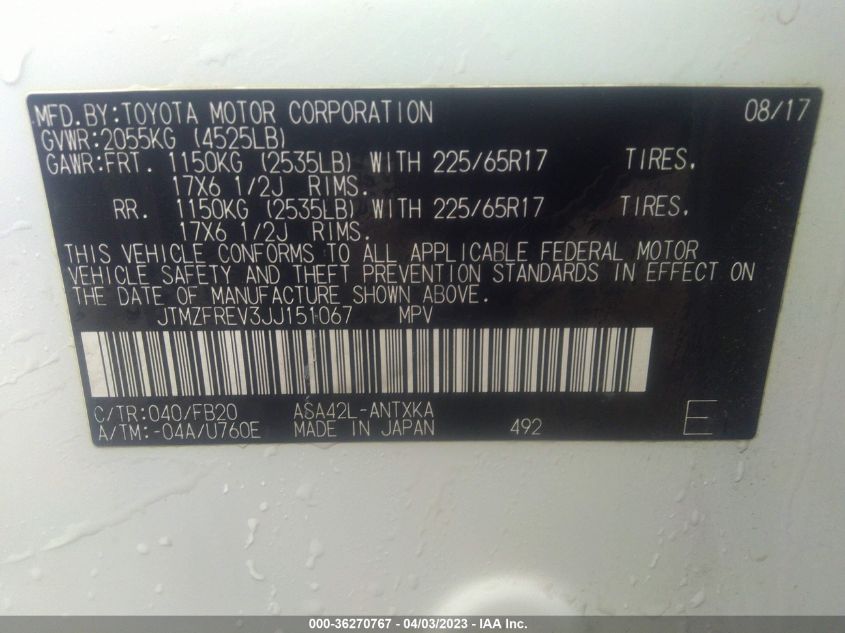 MFD.BY:TOYOTA MOTOR CORPORATION 08/17
GVWR:2055KG (4525LB)
GAWR:FRT. 1150KG (2535LB) WITH 225/65R17 TIRES,
17X6 1/2J RIMS.
RR. 1150KG (2535LB) WITH 225/65R17 TIRES,
17X6 1/2J RIMS.
THIS VEHICLE CONFORMS TO ALL APPLICABLE FEDERAL MOTOR
VEHICLE SAFETY AND THEFT PREVENTION STANDARDS IN EFFECT ON
THE DATE OF MANUFACTURE SHOWN ABOVE.
JTMZFREV3JJ151067 MPV
C/TR:040/FB20 ASA42L-ANTXKA
A/TM:-04A/U760E MADE IN JAPAN 492 E
000-36270767 - 04/03/2023 - IAA Inc.